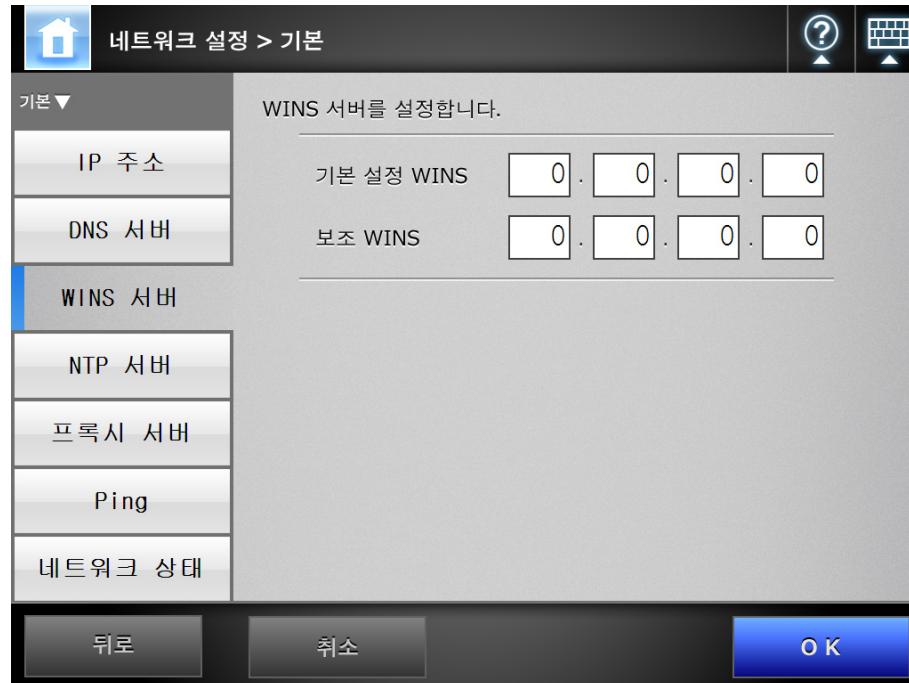 네트워크 설정 > 기본
?
기본▼
IP 주소
DNS 서버
WINS 서버
NTP 서버
프록시 서버
Ping
네트워크 상태
WINS 서버를 설정합니다.
기본 설정 WINS 0 . 0 . 0 . 0
보조 WINS 0 . 0 . 0 . 0
뒤로 취소 OK